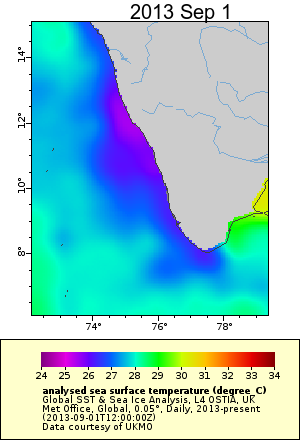 2013 Sep 1
14°
12°
10°
8°
74° 76° 78°
24 25 26 27 28 29 30 31 32 33 34
analysed sea surface temperature (degree_C)
Global SST & Sea Ice Analysis, L4 OSTIA, UK
Met Office, Global, 0.05°, Daily, 2013-present
(2013-09-01T12:00:00Z)
Data courtesy of UKMO